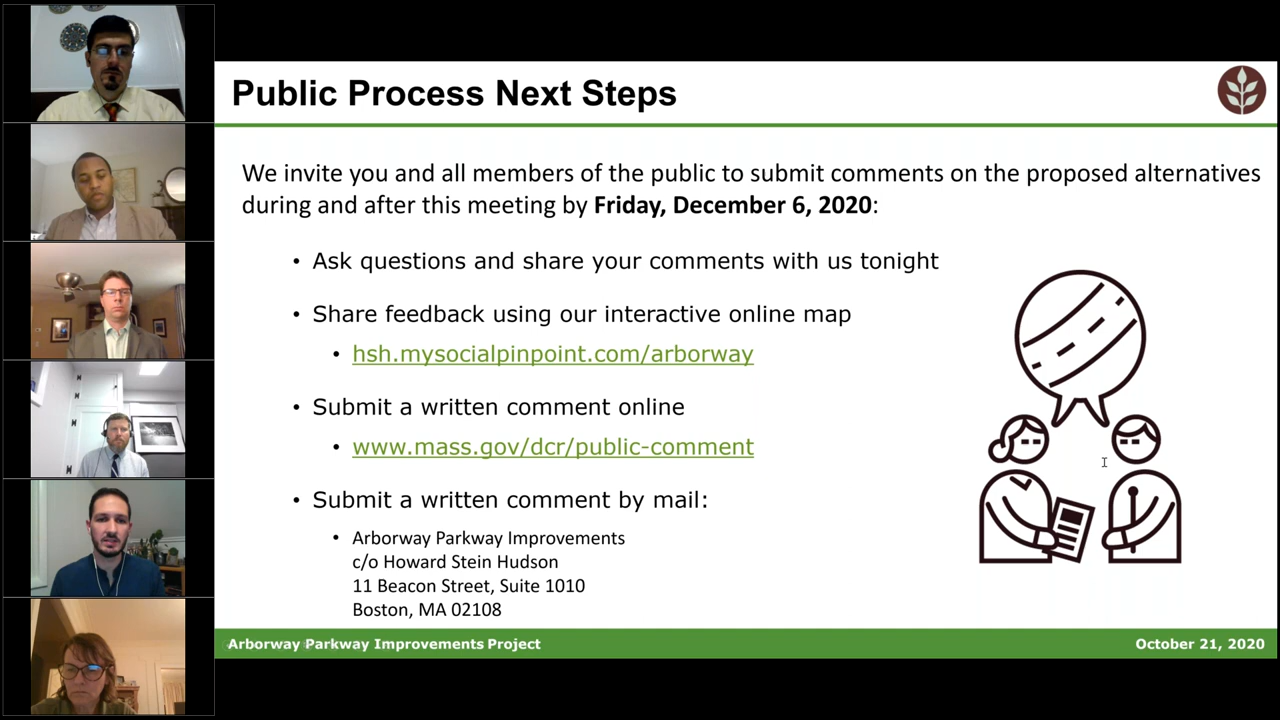 Public Process Next Steps
We invite you and all members of the public to submit comments on the proposed alternatives
during and after this meeting by Friday, December 6, 2020:
• Ask questions and share your comments with us tonight
• Share feedback using our interactive online map
• hsh.mysocialpinpoint.com/arborway
• Submit a written comment online
• www.mass.gov/dcr/public-comment
• Submit a written comment by mail:
• Arborway Parkway Improvements
c/o Howard Stein Hudson
11 Beacon Street, Suite 1010
Boston, MA 02108
Arborway Parkway Improvements Project
October 21, 2020